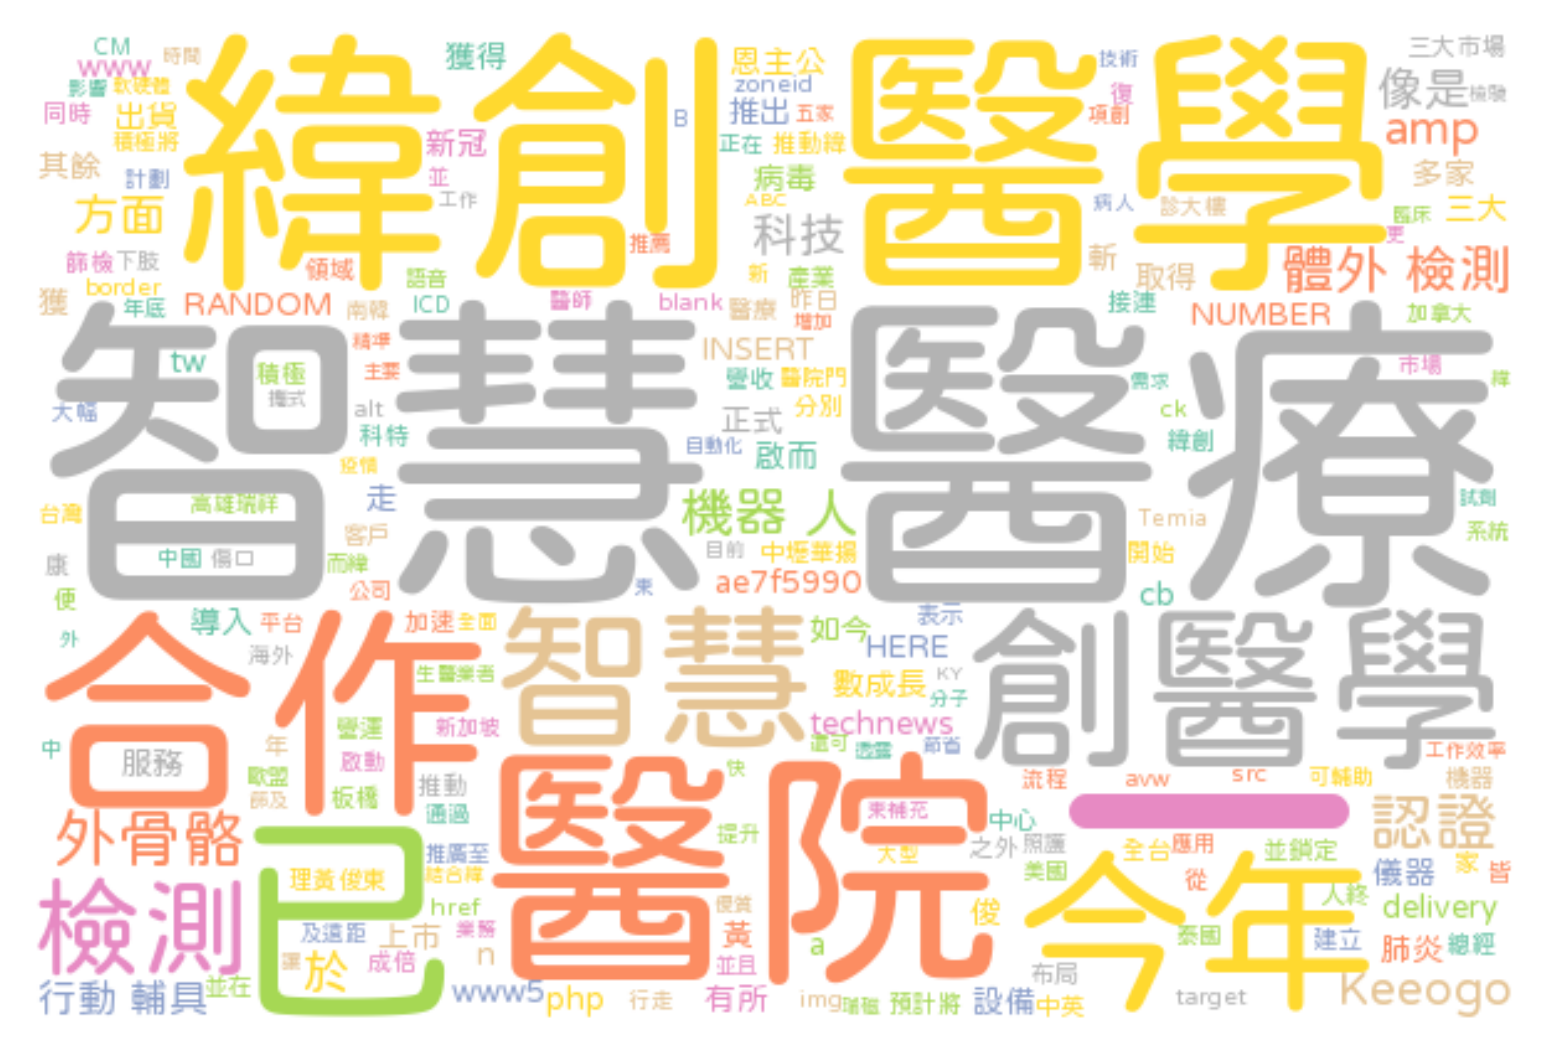 CM
www
時間
影響 軟硬體
同時 出貨
積極將
其餘
計劃
方面
篩檢 下肢
border
獲 年底
緯創醫學
獲得
新冠
並
工作
領域
語音
ICD
推薦
B
恩主公
zoneid
推出 五家
正在 推動緯
病毒
ABC
科技
新 產業
技術
復
項創
病人 診大樓
斬 取得
接連
三大市場
像是 檢驗
amp
多家
臨床 三大
更
體外 檢測
RANDOM
南韓
醫師
blank 醫療 昨日
增加
NUMBER
加拿大
智慧醫療
tw
積極
攜式
精準
主要
大幅
alt
科特
疫情
INSERT
營收 醫院門
分別
正式
自動化
啟而
需求
ck
緯創
市場
緯
台灣
高雄瑞祥
走
機器 人
Temia
試劑
系統
康
中國 傷口
客戶
而緯
目前 中壢華揚
開始
便
公司
東
ae7f5990
cb
外
導入 平台
加速 全面
海外
生醫業者
合作
智慧
如今
表示
HERE
數成長
KY
分子
technews
創醫學
中
服務
年
營運
新加坡
歐盟
啟動
篩及
板橋
推動
通過
還可 透露
節省
快
流程
avw
src
可輔助
工作效率
機器
外骨骼
已
推廣至
結合緯
醫院
提升
束補充
大型
中心
之外 照護
美國
一
全台 應用
並鎖定
認證
儀器
家 皆
檢測
理黃俊東
href
及遠距
上市
業務
讓 於
成倍
n
優質
黃
並且
a
俊
從
今年
人終
泰國
建立
delivery
肺炎 總經
行動 輔具
並在
www5
php
行走
有所
img
瑞磁 預計將
布局
設備 中英
target
Keeogo